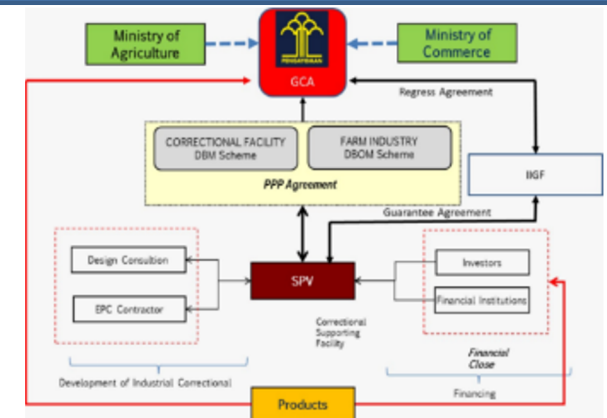 Ministry of
Agriculture
PENGAYOMAN
Ministry of
Commerce
GCA
Regress Agreement
CORRECTIONAL FACILITY
DBM Scheme
FARM INDUSTRY
DBOM Scheme
PPP Agreement
IIGF
Guarantee Agreement
Design Consultion
EPC Contractor
SPV
Investors
Financial Institutions
Correctional
Supporting
Facility
Financial
Close
Development of Industrial Correctional
Financing
Products